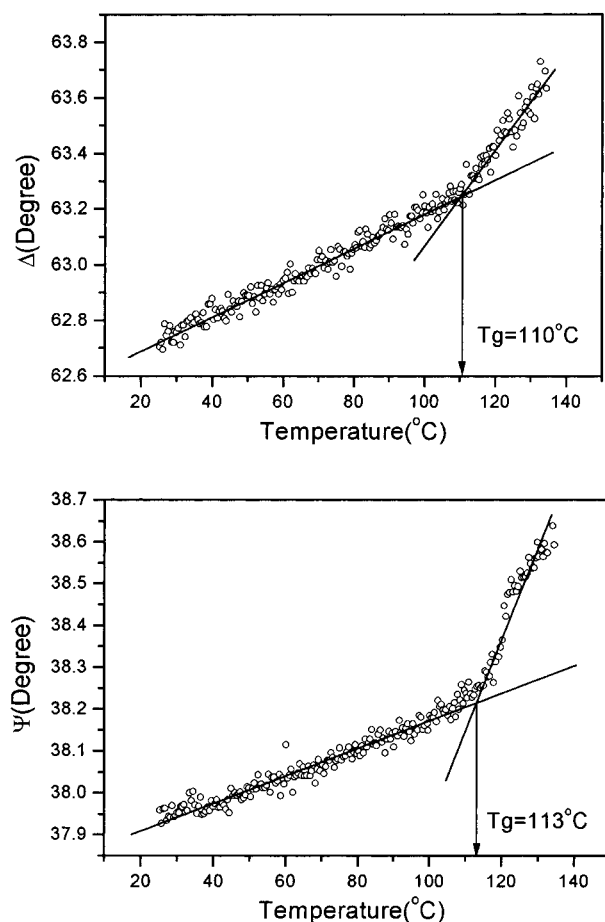 63.8
63.6
63.4
63.2
63.0
62.8
62.6
Δ(Degree)
Tg=110°C
20 40 60 80 100 120 140
Temperature(°C)
38.7
38.6
38.5
38.4
38.3
38.2
38.1
38.0
37.9
Ψ(Degree)
Tg=113°C
20 40 60 80 100 120 140
Temperature(°C)